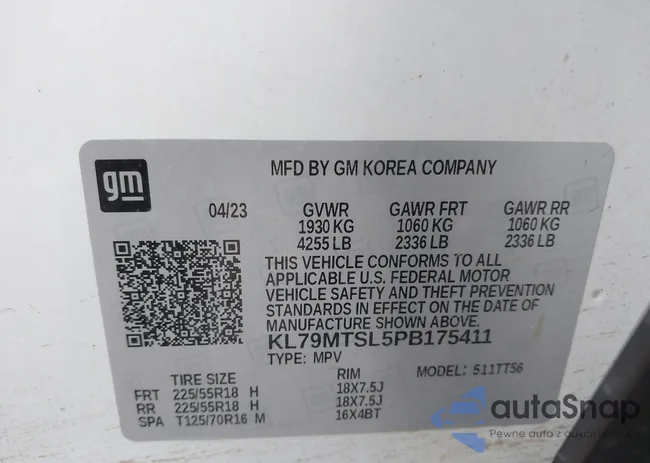 gm
MFD BY GM KOREA COMPANY
04/23 GVWR GAWR FRT GAWR RR
1930 KG 1060 KG 1060 KG
4255 LB 2336 LB 2336 LB
THIS VEHICLE CONFORMS TO ALL
APPLICABLE U.S. FEDERAL MOTOR
VEHICLE SAFETY AND THEFT PREVENTION
STANDARDS IN EFFECT ON THE DATE OF
MANUFACTURE SHOWN ABOVE.
KL79MTSL5PB175411
TYPE: MPV MODEL: 511TT56
TIRE SIZE RIM
FRT 225/55R18 H 18X7.5J
RR 225/55R18 H 18X7.5J
SPA T125/70R16 M 16X4BT
autoSnap
Pewne auto z aukcji